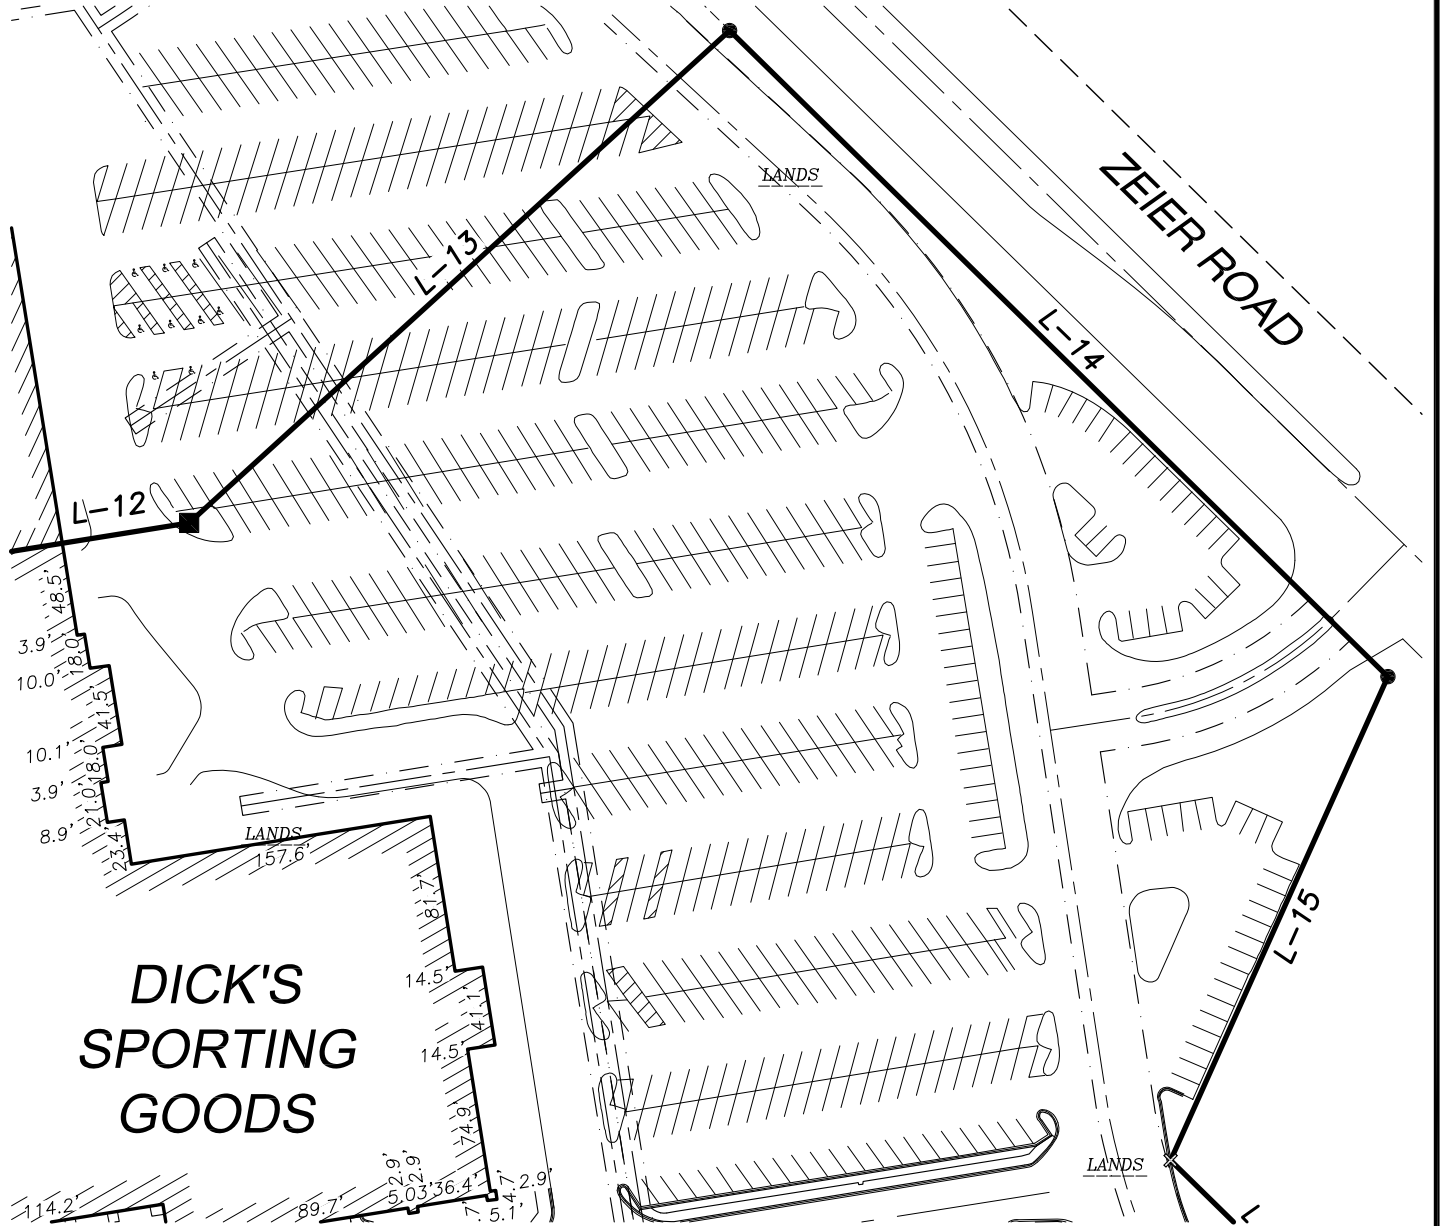 LANDS
ZEIER ROAD
L-13
L-14
L-12
48.5'
3.9'
18.0'
10.0'
41.5'
10.1'
18.0'
3.9'
21.0'
8.9'
23.4'
LANDS
157.6'
81.7'
L-15
14.5'
41.1'
14.5'
74.9'
DICK'S
SPORTING
GOODS
LANDS
2.9'
2.9'
5.03'
36.4'
4.7'
2.9'
5.1'
89.7'
114.2'
L